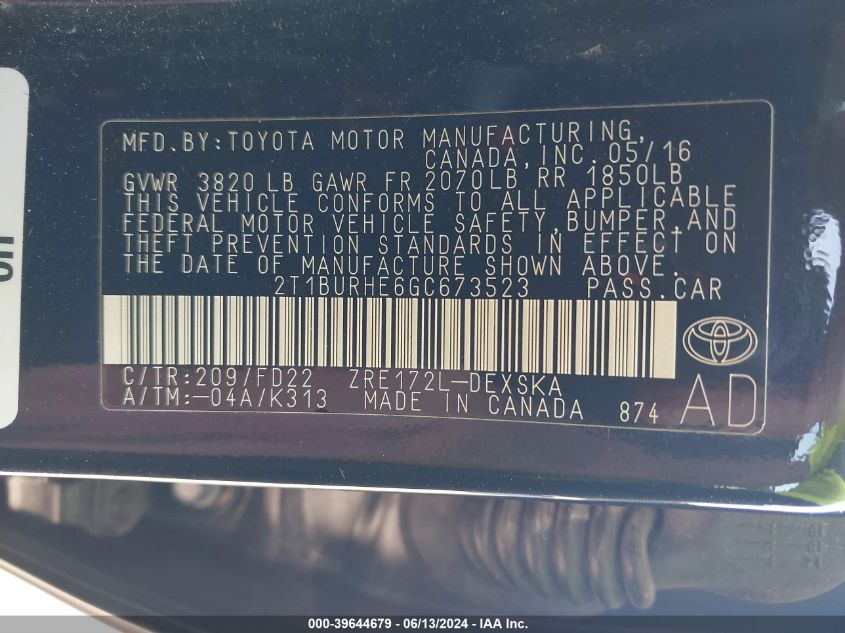 MFD.BY:TOYOTA MOTOR MANUFACTURING,
CANADA,INC.05/16
GVWR 3820 LB GAWR FR 2070LB RR 1850LB
THIS VEHICLE CONFORMS TO ALL APPLICABLE
FEDERAL MOTOR VEHICLE SAFETY,BUMPER,AND
THEFT PREVENTION STANDARDS IN EFFECT ON
THE DATE OF MANUFACTURE SHOWN ABOVE.
2T1BURHE6GC673523 PASS.CAR
C/TR:209/FD22 ZRE172L-DEXSKA
A/TM:-04A/K313 MADE IN CANADA 874 AD
000-39644679 - 06/13/2024 - IAA Inc.